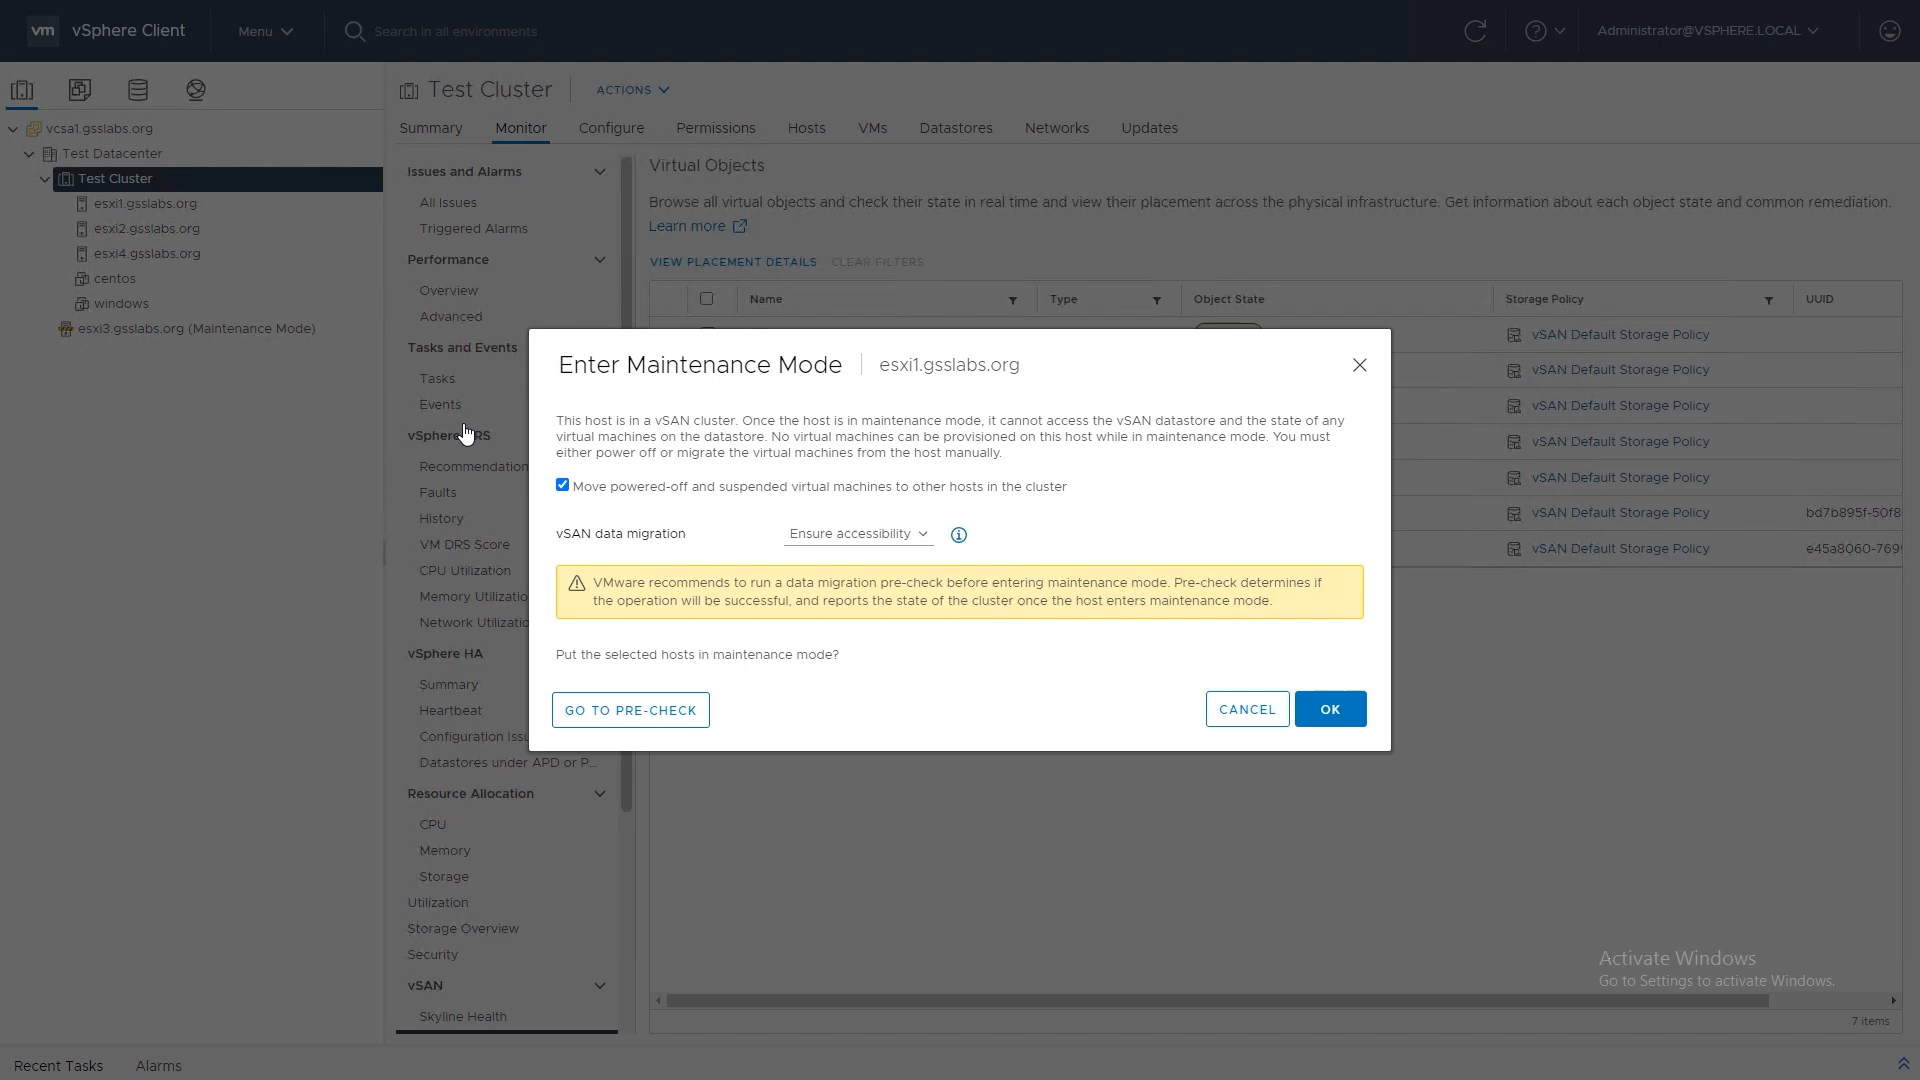 vm vSphere Client Menu Search in all environments Administrator@VSPHERE.LOCAL
Test Cluster ACTIONS
Summary Monitor Configure Permissions Hosts VMs Datastores Networks Updates
vcsa1.gsslabs.org
Test Datacenter
Test Cluster
esxi1.gsslabs.org
esxi2.gsslabs.org
esxi4.gsslabs.org
centos
windows
esxi3.gsslabs.org (Maintenance Mode)
Issues and Alarms
All Issues
Triggered Alarms
Performance
Overview
Advanced
Tasks and Events
Tasks
Events
vSphere DRS
Recommendation
Faults
History
VM DRS Score
CPU Utilization
Memory Utilizatio
Network Utilizatio
vSphere HA
Summary
Heartbeat
Configuration Issu
Datastores under APD or P...
Resource Allocation
CPU
Memory
Storage
Utilization
Storage Overview
Security
vSAN
Skyline Health
Virtual Objects
Browse all virtual objects and check their state in real time and view their placement across the physical infrastructure. Get information about each object state and common remediation.
Learn more
VIEW PLACEMENT DETAILS CLEAR FILTERS
Name Type Object State Storage Policy UUID
vSAN Default Storage Policy
vSAN Default Storage Policy
vSAN Default Storage Policy
vSAN Default Storage Policy
vSAN Default Storage Policy
vSAN Default Storage Policy bd7b895f-50f8
vSAN Default Storage Policy e45a8060-769
7 items
Enter Maintenance Mode esxi1.gsslabs.org
This host is in a vSAN cluster. Once the host is in maintenance mode, it cannot access the vSAN datastore and the state of any
virtual machines on the datastore. No virtual machines can be provisioned on this host while in maintenance mode. You must
either power off or migrate the virtual machines from the host manually.
Move powered-off and suspended virtual machines to other hosts in the cluster
vSAN data migration Ensure accessibility
VMware recommends to run a data migration pre-check before entering maintenance mode. Pre-check determines if
the operation will be successful, and reports the state of the cluster once the host enters maintenance mode.
Put the selected hosts in maintenance mode?
GO TO PRE-CHECK CANCEL OK
Activate Windows
Go to Settings to activate Windows.
Recent Tasks Alarms